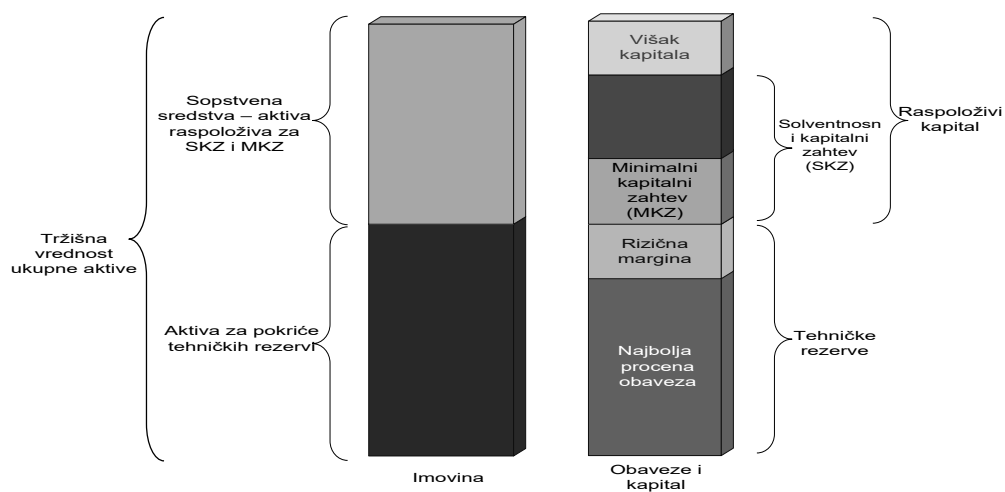 Tržišna
vrednost
ukupne aktive
Sopstvena
sredstva – aktiva
raspoloživa za
SKZ i MKZ
Aktiva za pokriće
tehničkih rezervI
Imovina
Višak
kapitala
Minimalni
kapitalni
zahtev
(MKZ)
Rizična
margina
Najbolja
procena
obaveza
Obaveze i
kapital
Solventnosn
i kapitalni
zahtev
(SKZ)
Tehničke
rezerve
Raspoloživi
kapital